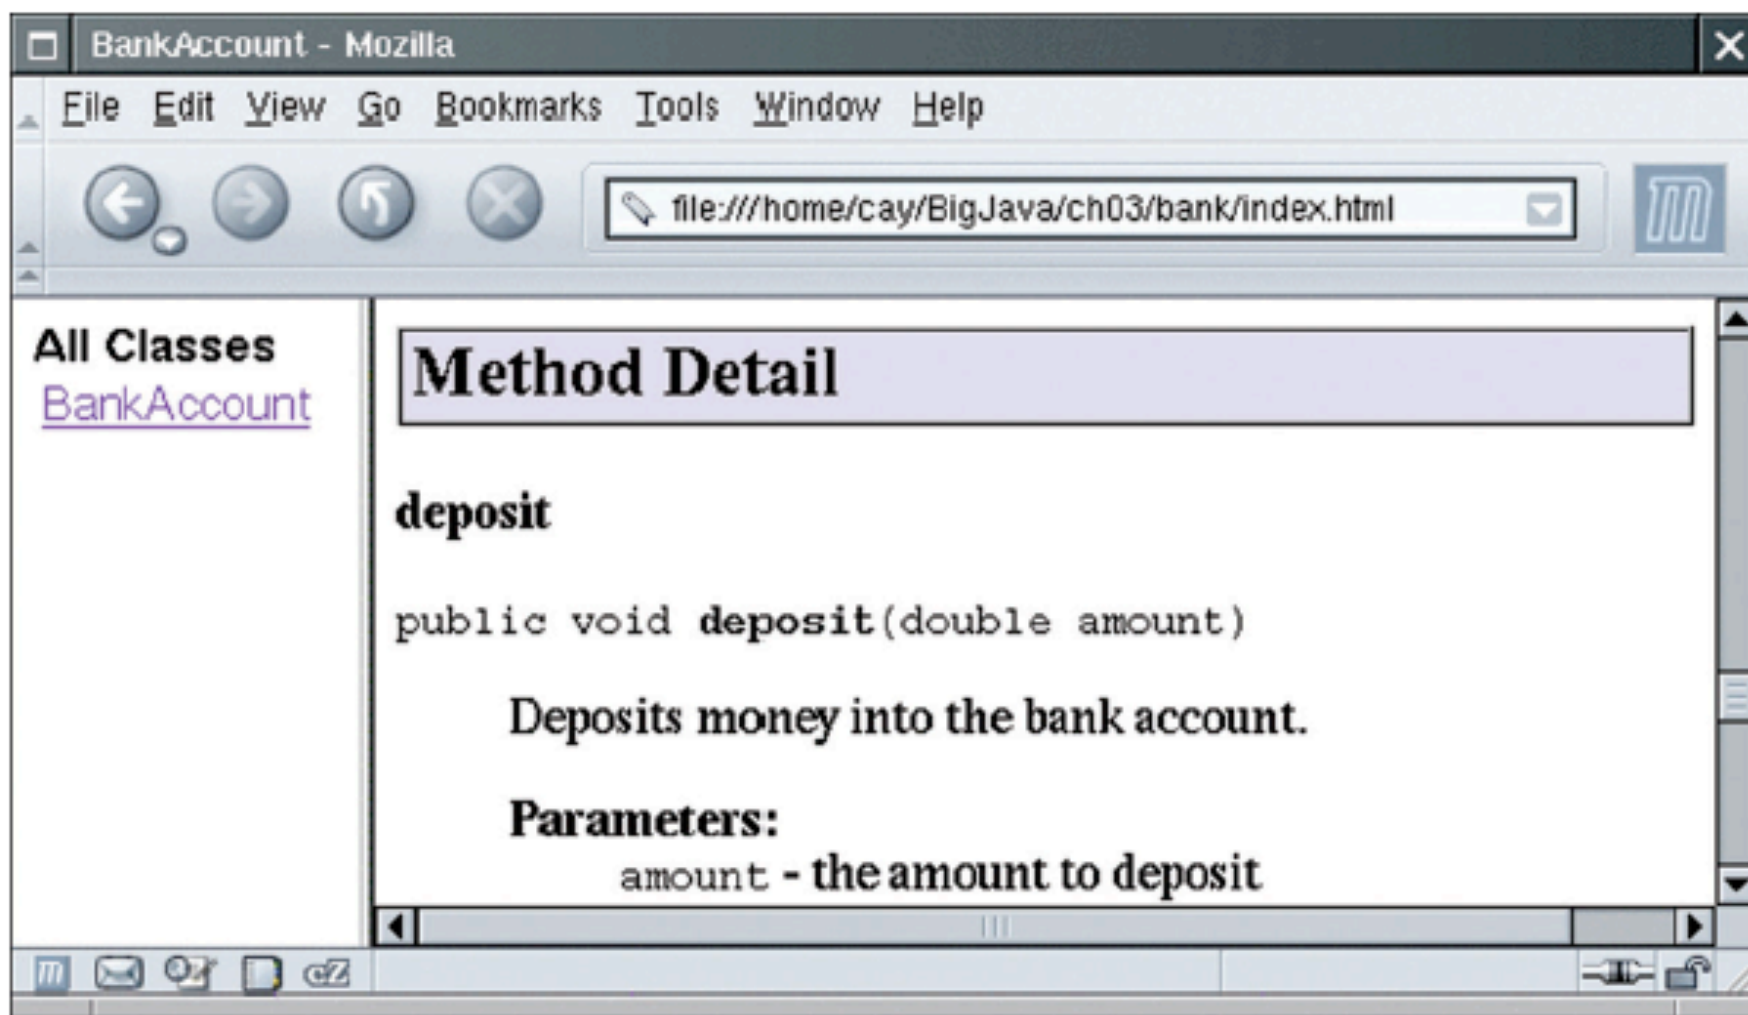 BankAccount - Mozilla
File Edit View Go Bookmarks Tools Window Help
file:///home/cay/BigJava/ch03/bank/index.html
All Classes
BankAccount
Method Detail
deposit
public void deposit(double amount)
Deposits money into the bank account.
Parameters:
amount - the amount to deposit